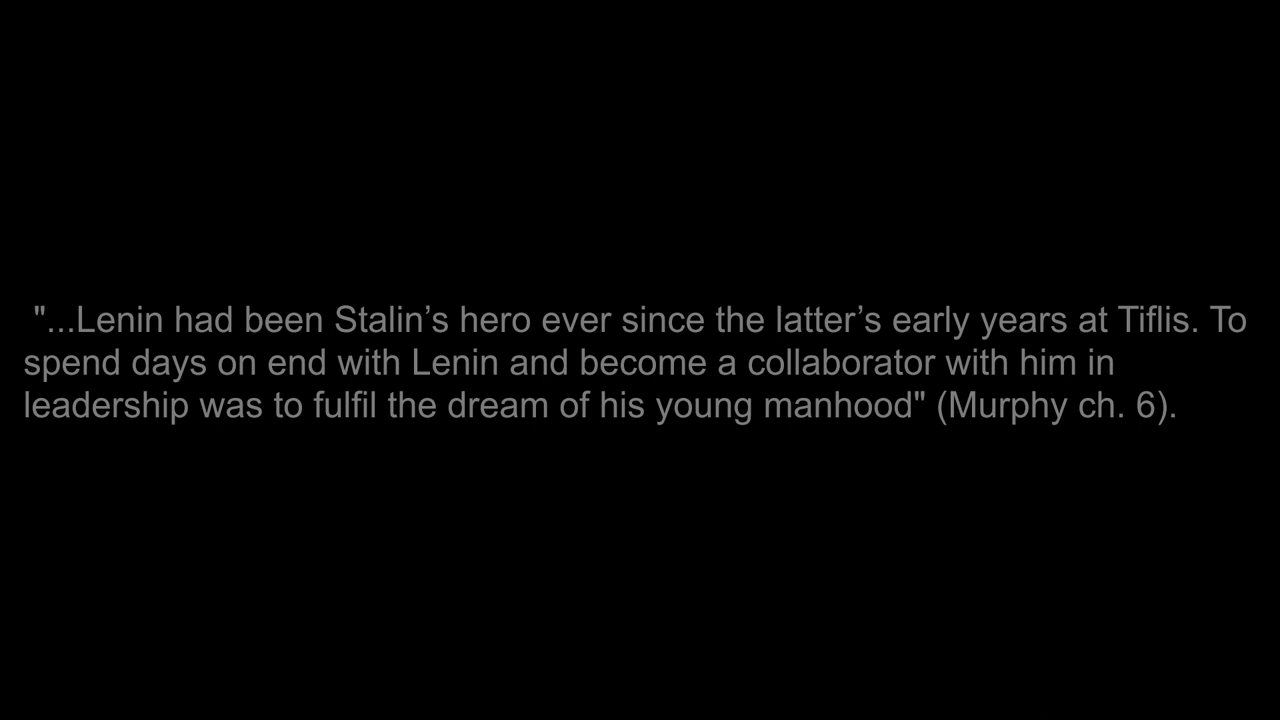 "...Lenin had been Stalin’s hero ever since the latter’s early years at Tiflis. To
spend days on end with Lenin and become a collaborator with him in
leadership was to fulfil the dream of his young manhood" (Murphy ch. 6).